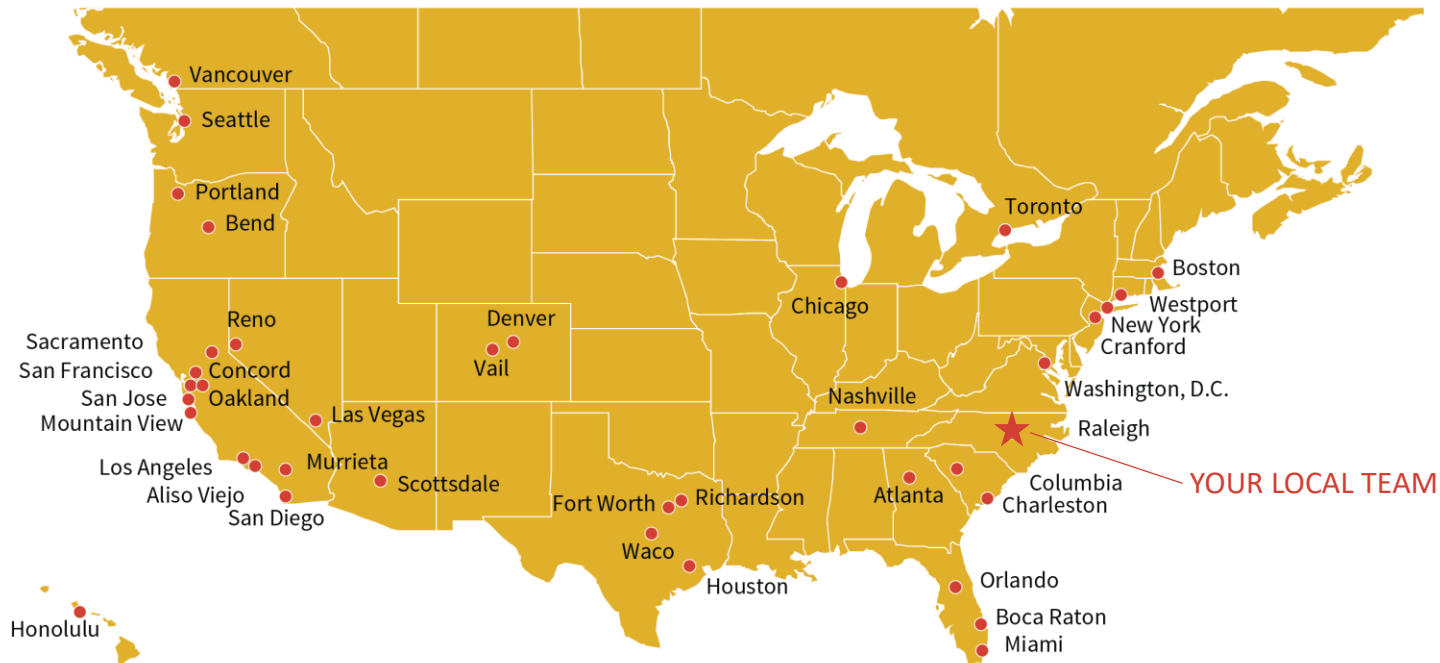 Vancouver
Seattle
Portland
Bend
Toronto
Boston
Chicago
Westport
New York
Cranford
Reno
Denver
Sacramento
San Francisco
Concord
Vail
San Jose
Oakland
Mountain View
Las Vegas
Nashville
Washington, D.C.
Raleigh
Los Angeles
Murrieta
Aliso Viejo
San Diego
Scottsdale
Fort Worth
Richardson
Atlanta
Columbia
Charleston
YOUR LOCAL TEAM
Waco
Houston
Orlando
Boca Raton
Miami
Honolulu